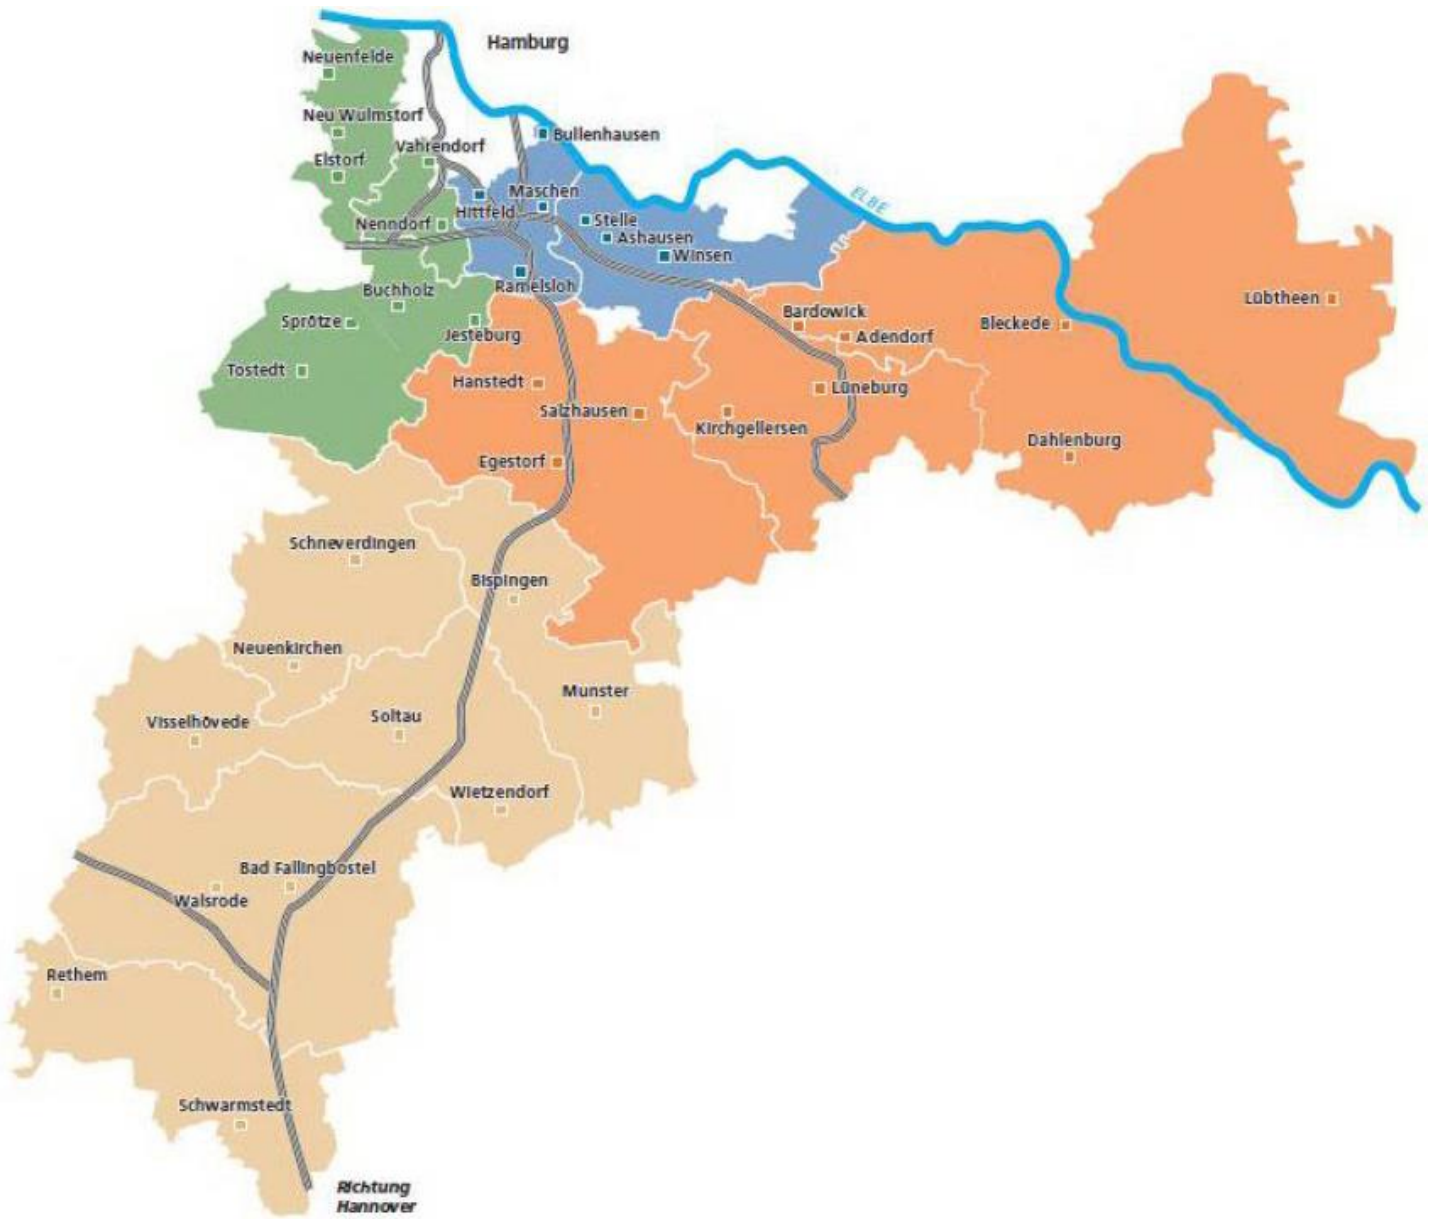 Hamburg
Neuenfelde
Neu Wulmstorf
Bullenhausen
Vahrendorf
Elstorf
Maschen
ELBE
Hittfeld
Stelle
Nenndorf
Ashausen
Winsen
Ramelsloh
Buchholz
Lübtheen
Bardowick
Sprötze
Bleckede
Jesteburg
Adendorf
Tostedt
Hanstedt
Lüneburg
Salzhausen
Kirchgellersen
Dahlenburg
Egestorf
Schneverdingen
Bispingen
Neuenkirchen
Munster
Soltau
Visselhövede
Wietzendorf
Bad Fallingbostel
Walsrode
Rethem
Schwarmstedt
Richtung
Hannover